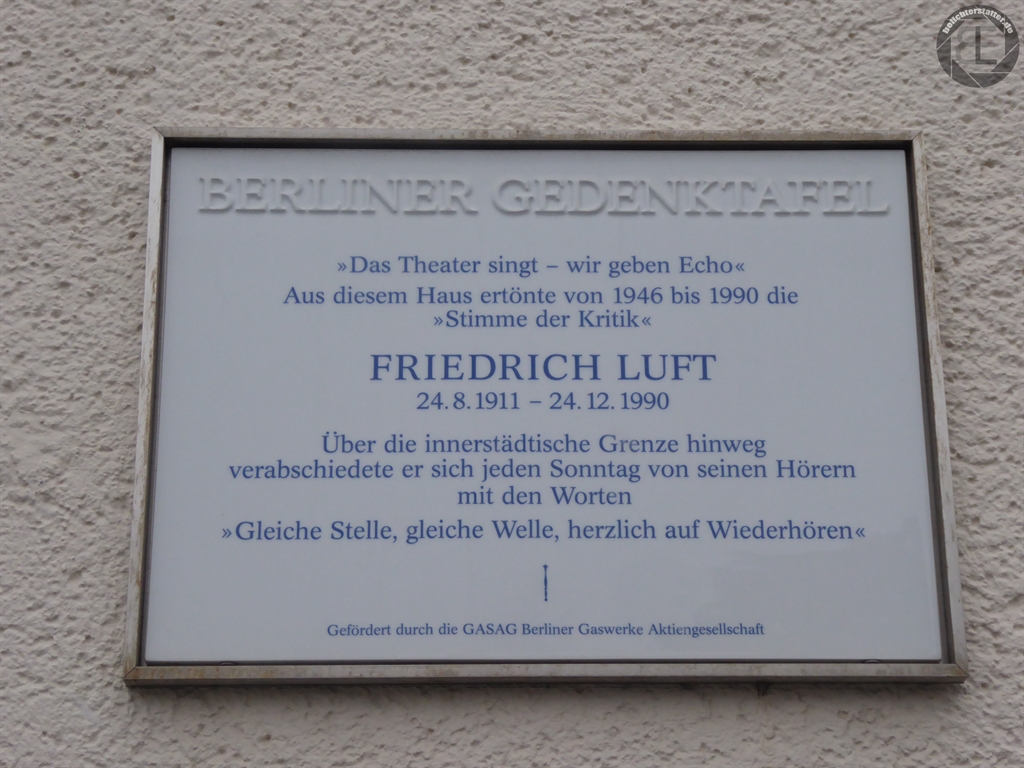 belichterstatter.de
BL
BERLINER GEDENKTAFEL
»Das Theater singt – wir geben Echo«
Aus diesem Haus ertönte von 1946 bis 1990 die
»Stimme der Kritik«
FRIEDRICH LUFT
24.8.1911 – 24.12.1990
Über die innerstädtische Grenze hinweg
verabschiedete er sich jeden Sonntag von seinen Hörern
mit den Worten
»Gleiche Stelle, gleiche Welle, herzlich auf Wiederhören«
Gefördert durch die GASAG Berliner Gaswerke Aktiengesellschaft